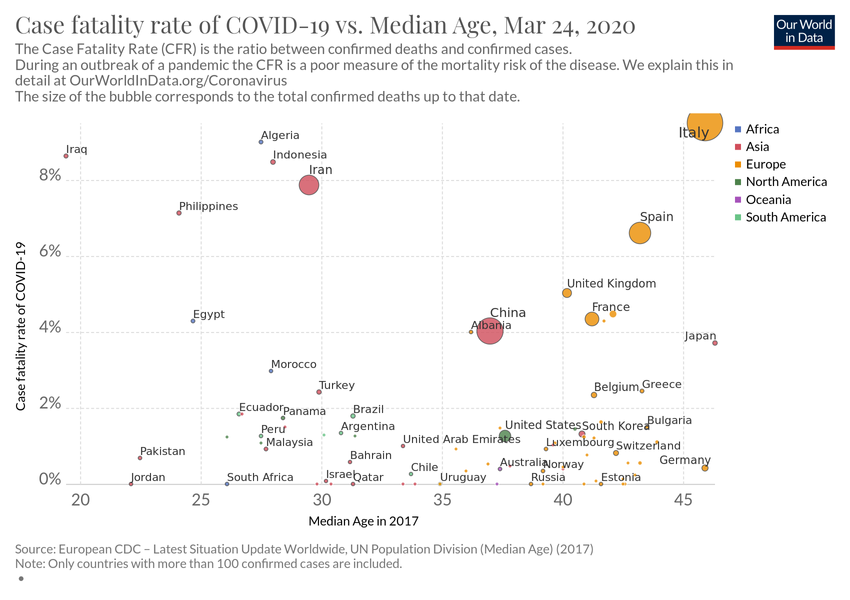 Case fatality rate of COVID-19 vs. Median Age, Mar 24, 2020
Our World
in Data
The Case Fatality Rate (CFR) is the ratio between confirmed deaths and confirmed cases.
During an outbreak of a pandemic the CFR is a poor measure of the mortality risk of the disease. We explain this in
detail at OurWorldInData.org/Coronavirus
The size of the bubble corresponds to the total confirmed deaths up to that date.
Italy
Africa
Asia
Europe
North America
Oceania
South America
Algeria
Iraq
Indonesia
Iran
8%
Philippines
Spain
6%
United Kingdom
Egypt
China
France
Albania
4%
Japan
Morocco
Turkey
Belgium
Greece
2%
Ecuador
Panama
Brazil
Peru
Argentina
United States
South Korea
Bulgaria
Malaysia
United Arab Emirates
Luxembourg
Switzerland
Pakistan
Bahrain
Australia
Norway
Germany
Jordan
South Africa
Israel
Qatar
Chile
Uruguay
Russia
Estonia
0%
20
25
30
35
40
45
Case fatality rate of COVID-19
Median Age in 2017
Source: European CDC – Latest Situation Update Worldwide, UN Population Division (Median Age) (2017)
Note: Only countries with more than 100 confirmed cases are included.